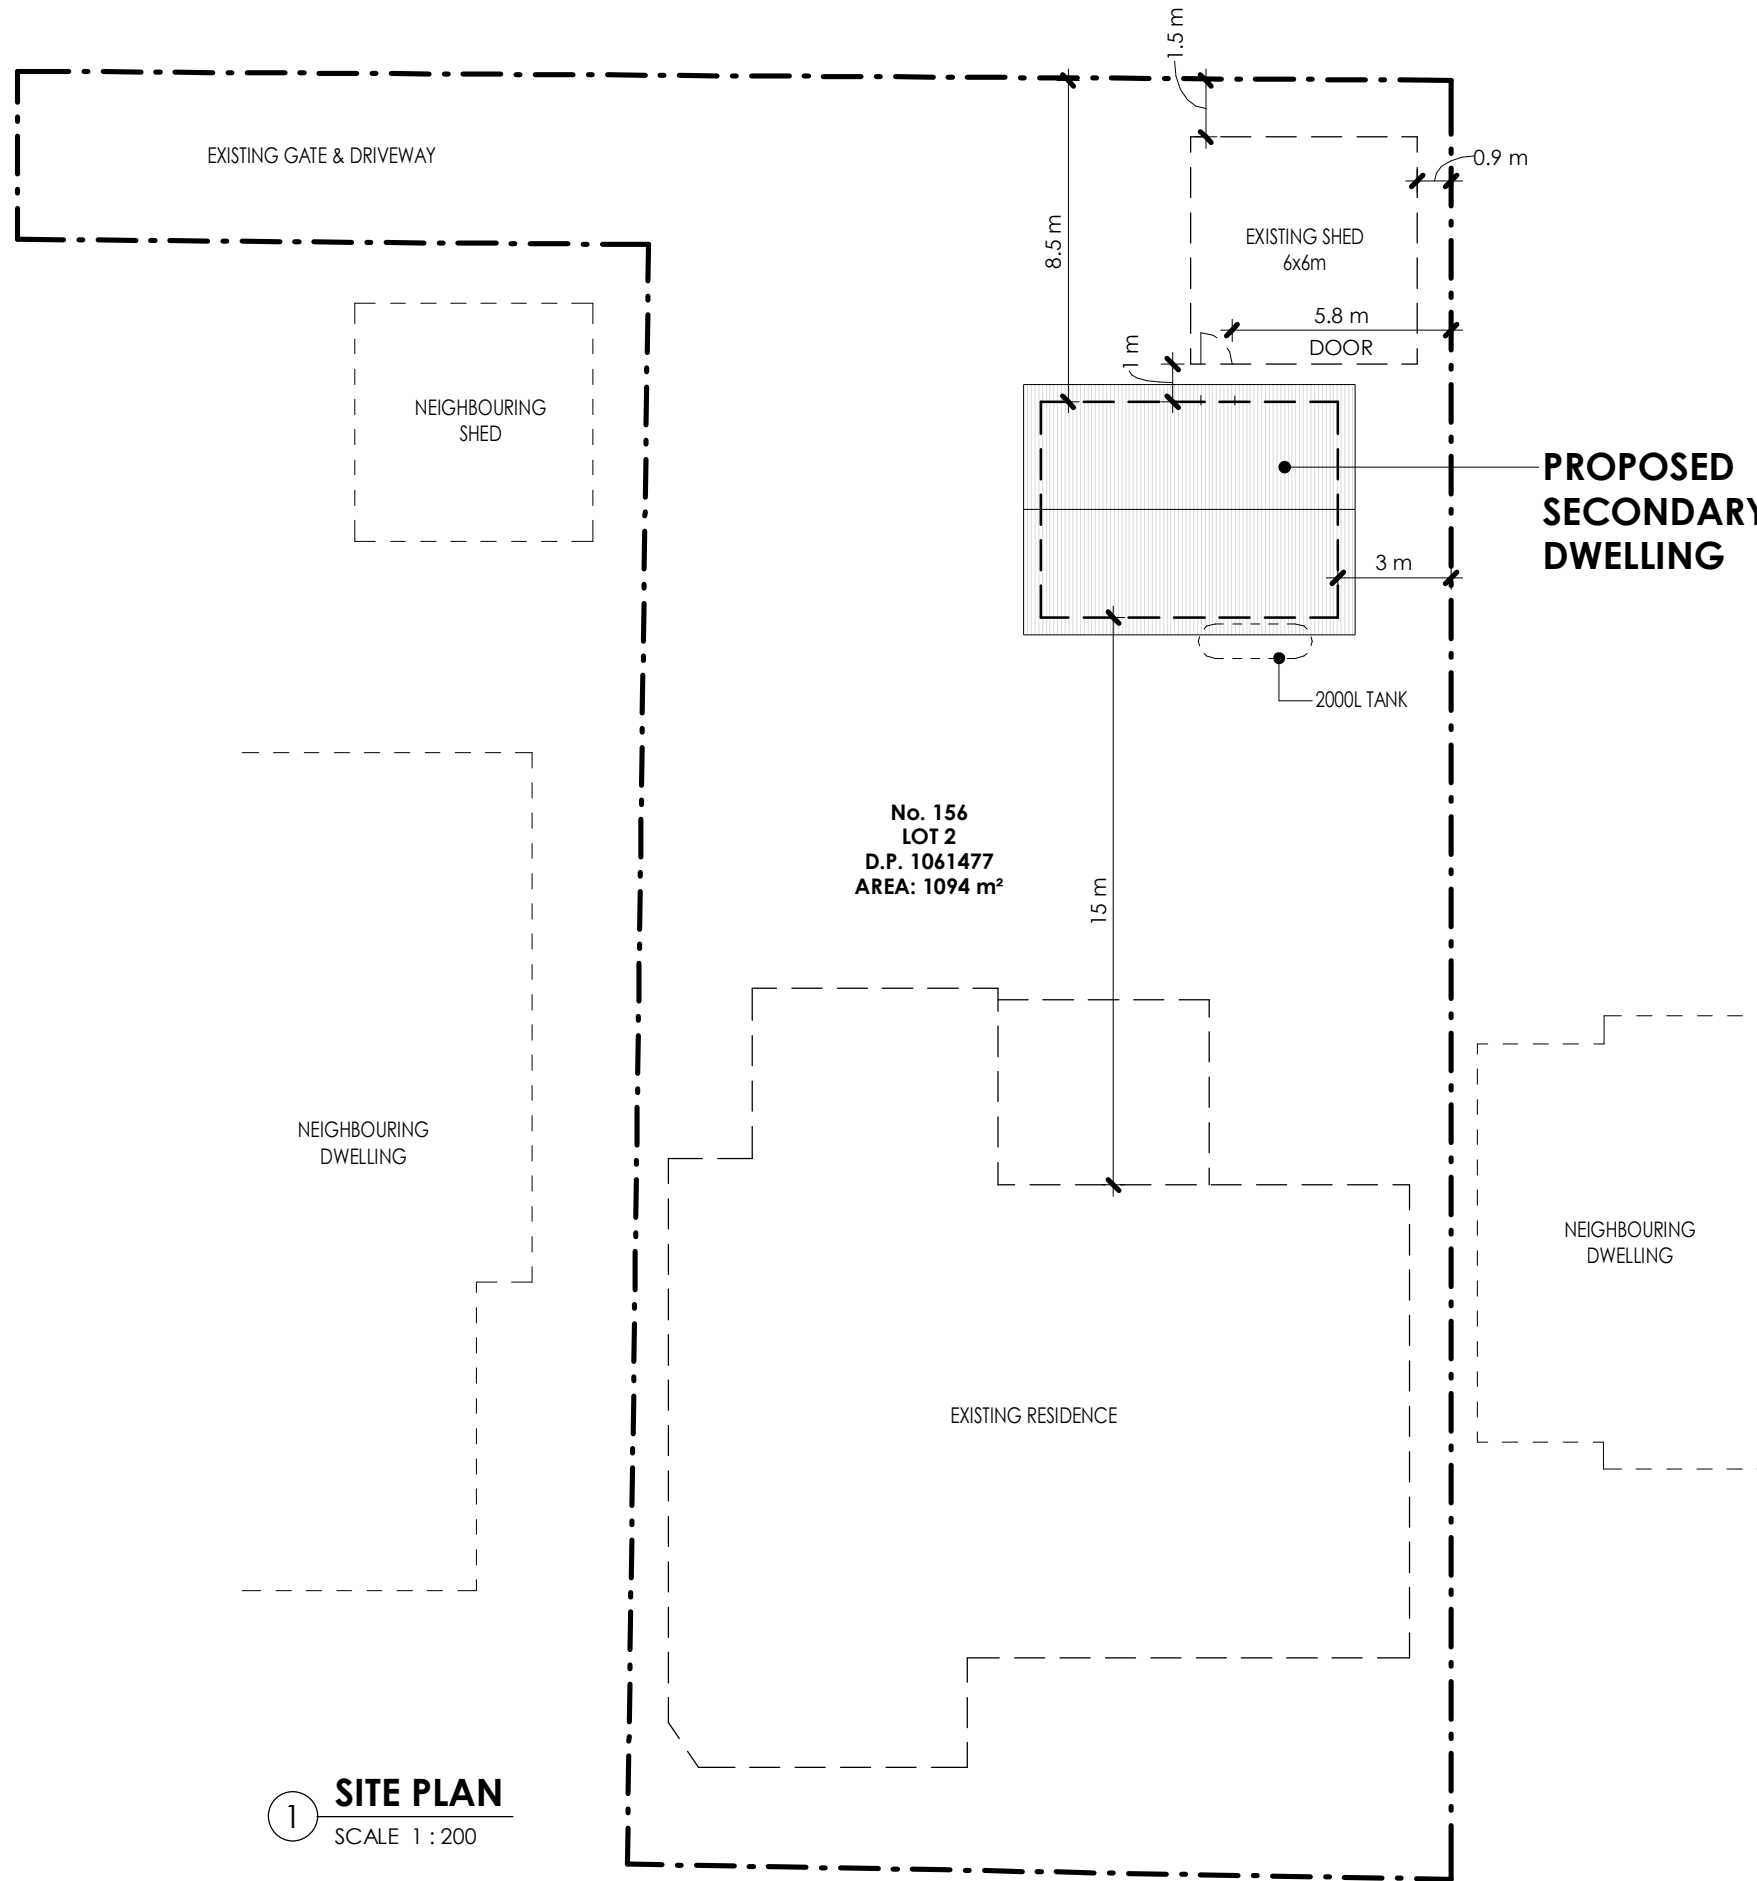 1.5 m
EXISTING GATE & DRIVEWAY
0.9 m
8.5 m
EXISTING SHED
6x6m
5.8 m
DOOR
1 m
NEIGHBOURING
SHED
PROPOSED
SECONDARY
DWELLING
3 m
2000L TANK
No. 156
LOT 2
D.P. 1061477
AREA: 1094 m²
15 m
NEIGHBOURING
DWELLING
NEIGHBOURING
DWELLING
EXISTING RESIDENCE
1
SITE PLAN
SCALE 1 : 200